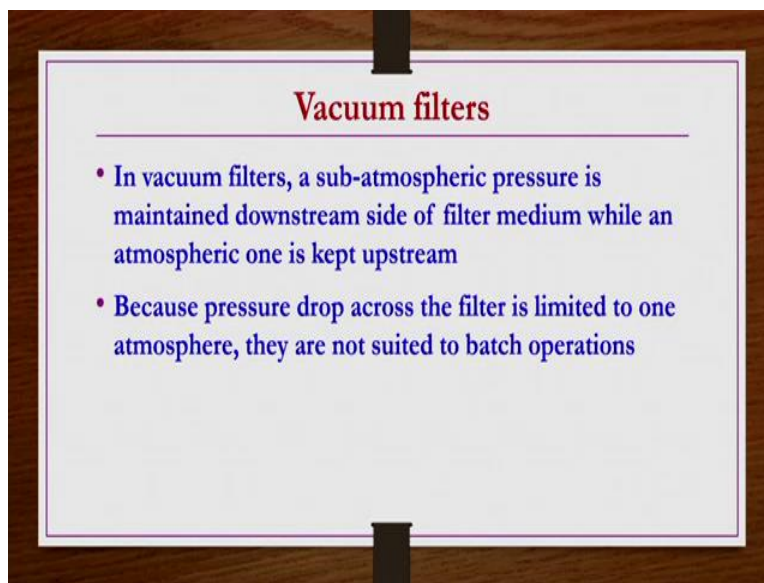 Vacuum filters
• In vacuum filters, a sub-atmospheric pressure is
maintained downstream side of filter medium while an
atmospheric one is kept upstream
• Because pressure drop across the filter is limited to one
atmosphere, they are not suited to batch operations